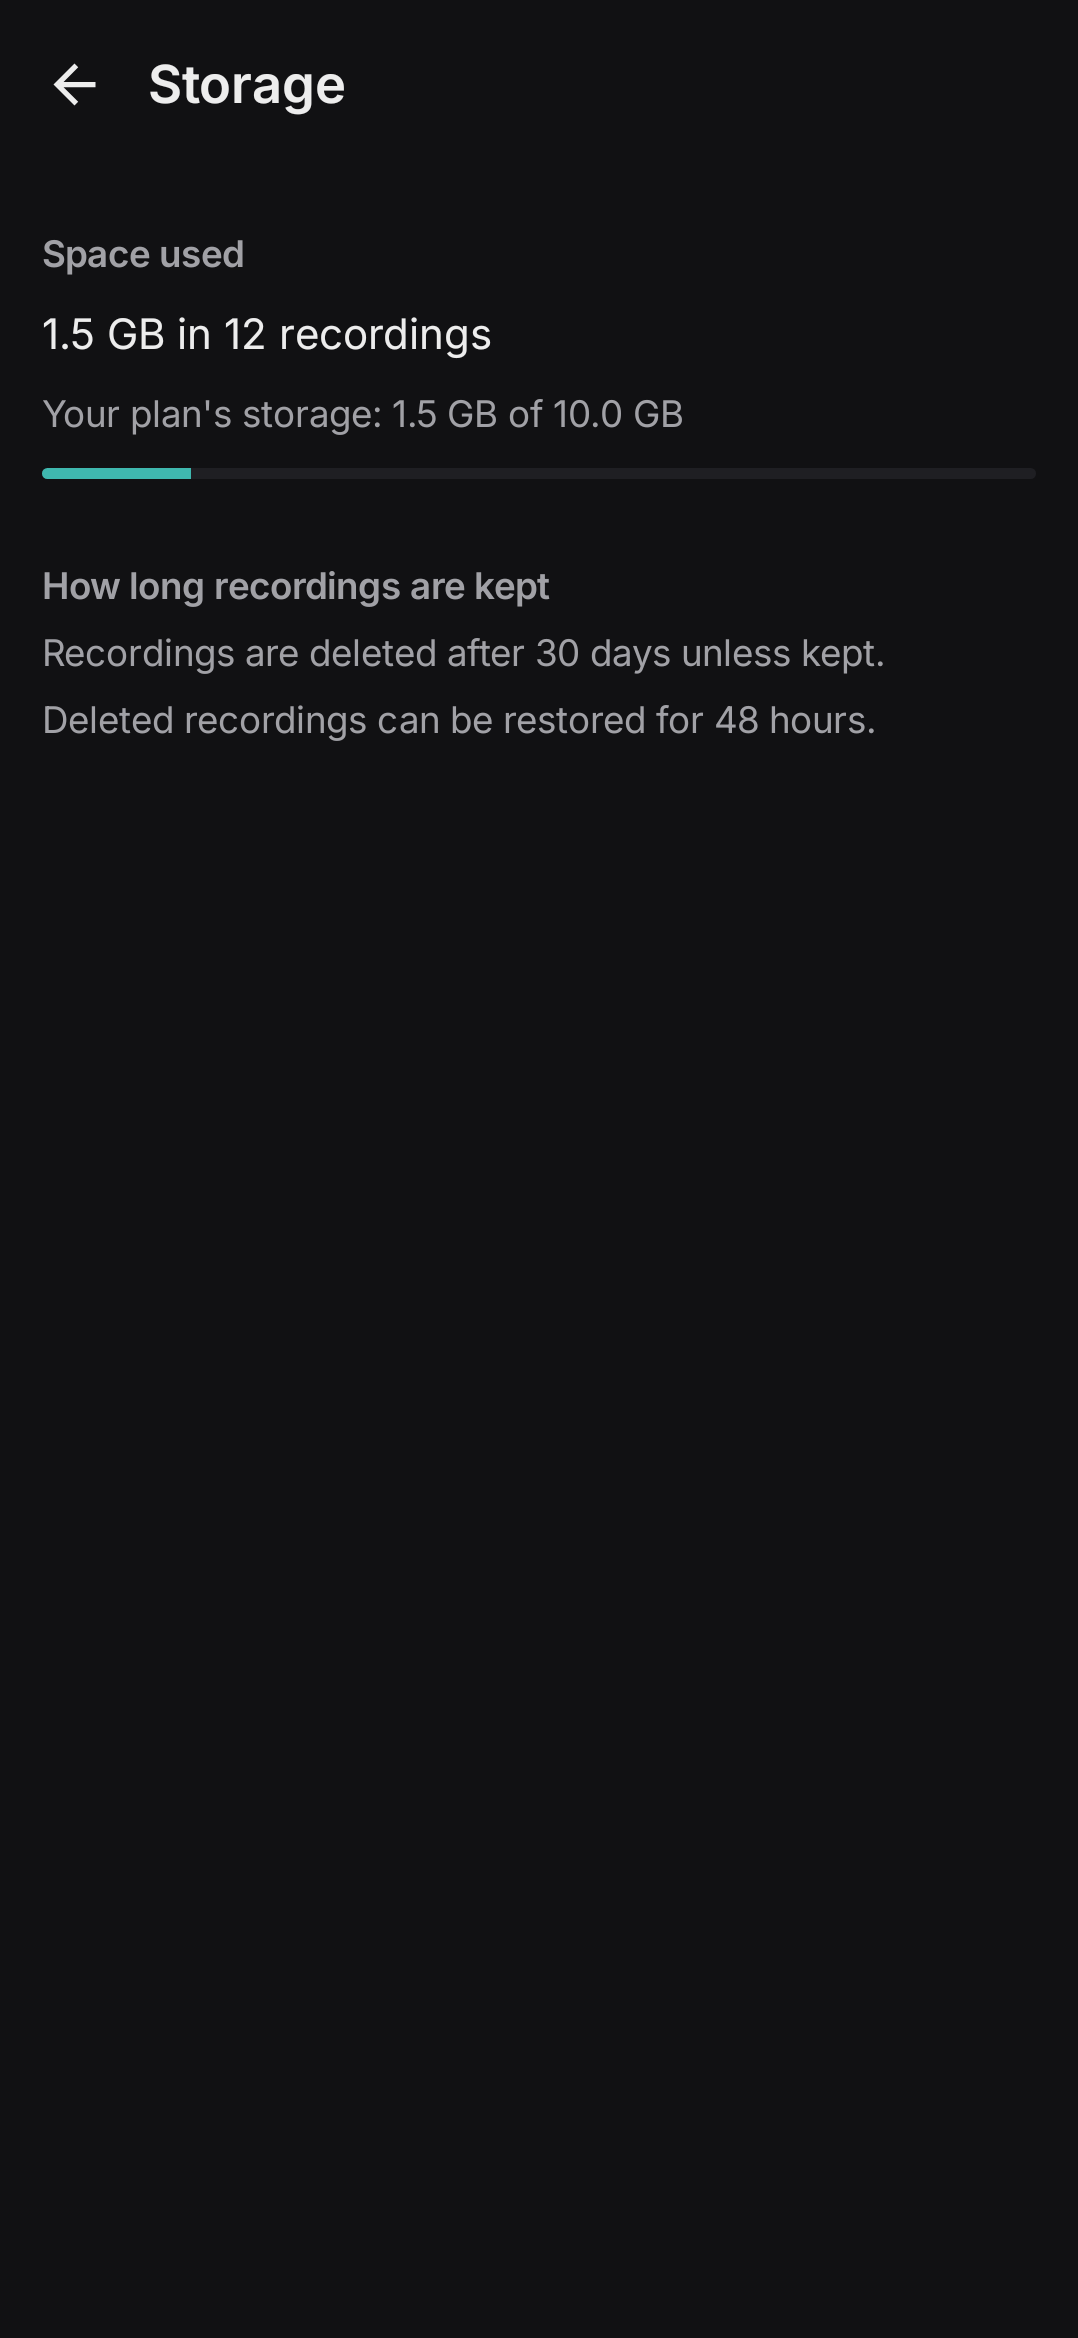 Storage
Space used
1.5 GB in 12 recordings
Your plan's storage: 1.5 GB of 10.0 GB
How long recordings are kept
Recordings are deleted after 30 days unless kept.
Deleted recordings can be restored for 48 hours.